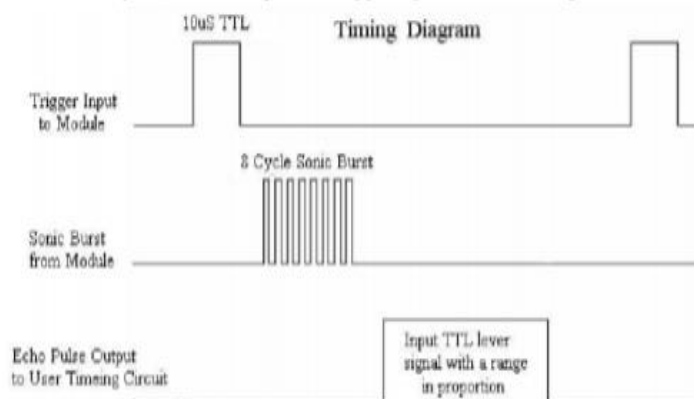 10uS TTL
Timing Diagram
Trigger Input
to Module
8 Cycle Sonic Burst
Sonic Burst
from Module
Echo Pulse Output
to User Timeing Circuit
Input TTL lever
signal with a range
in proportion